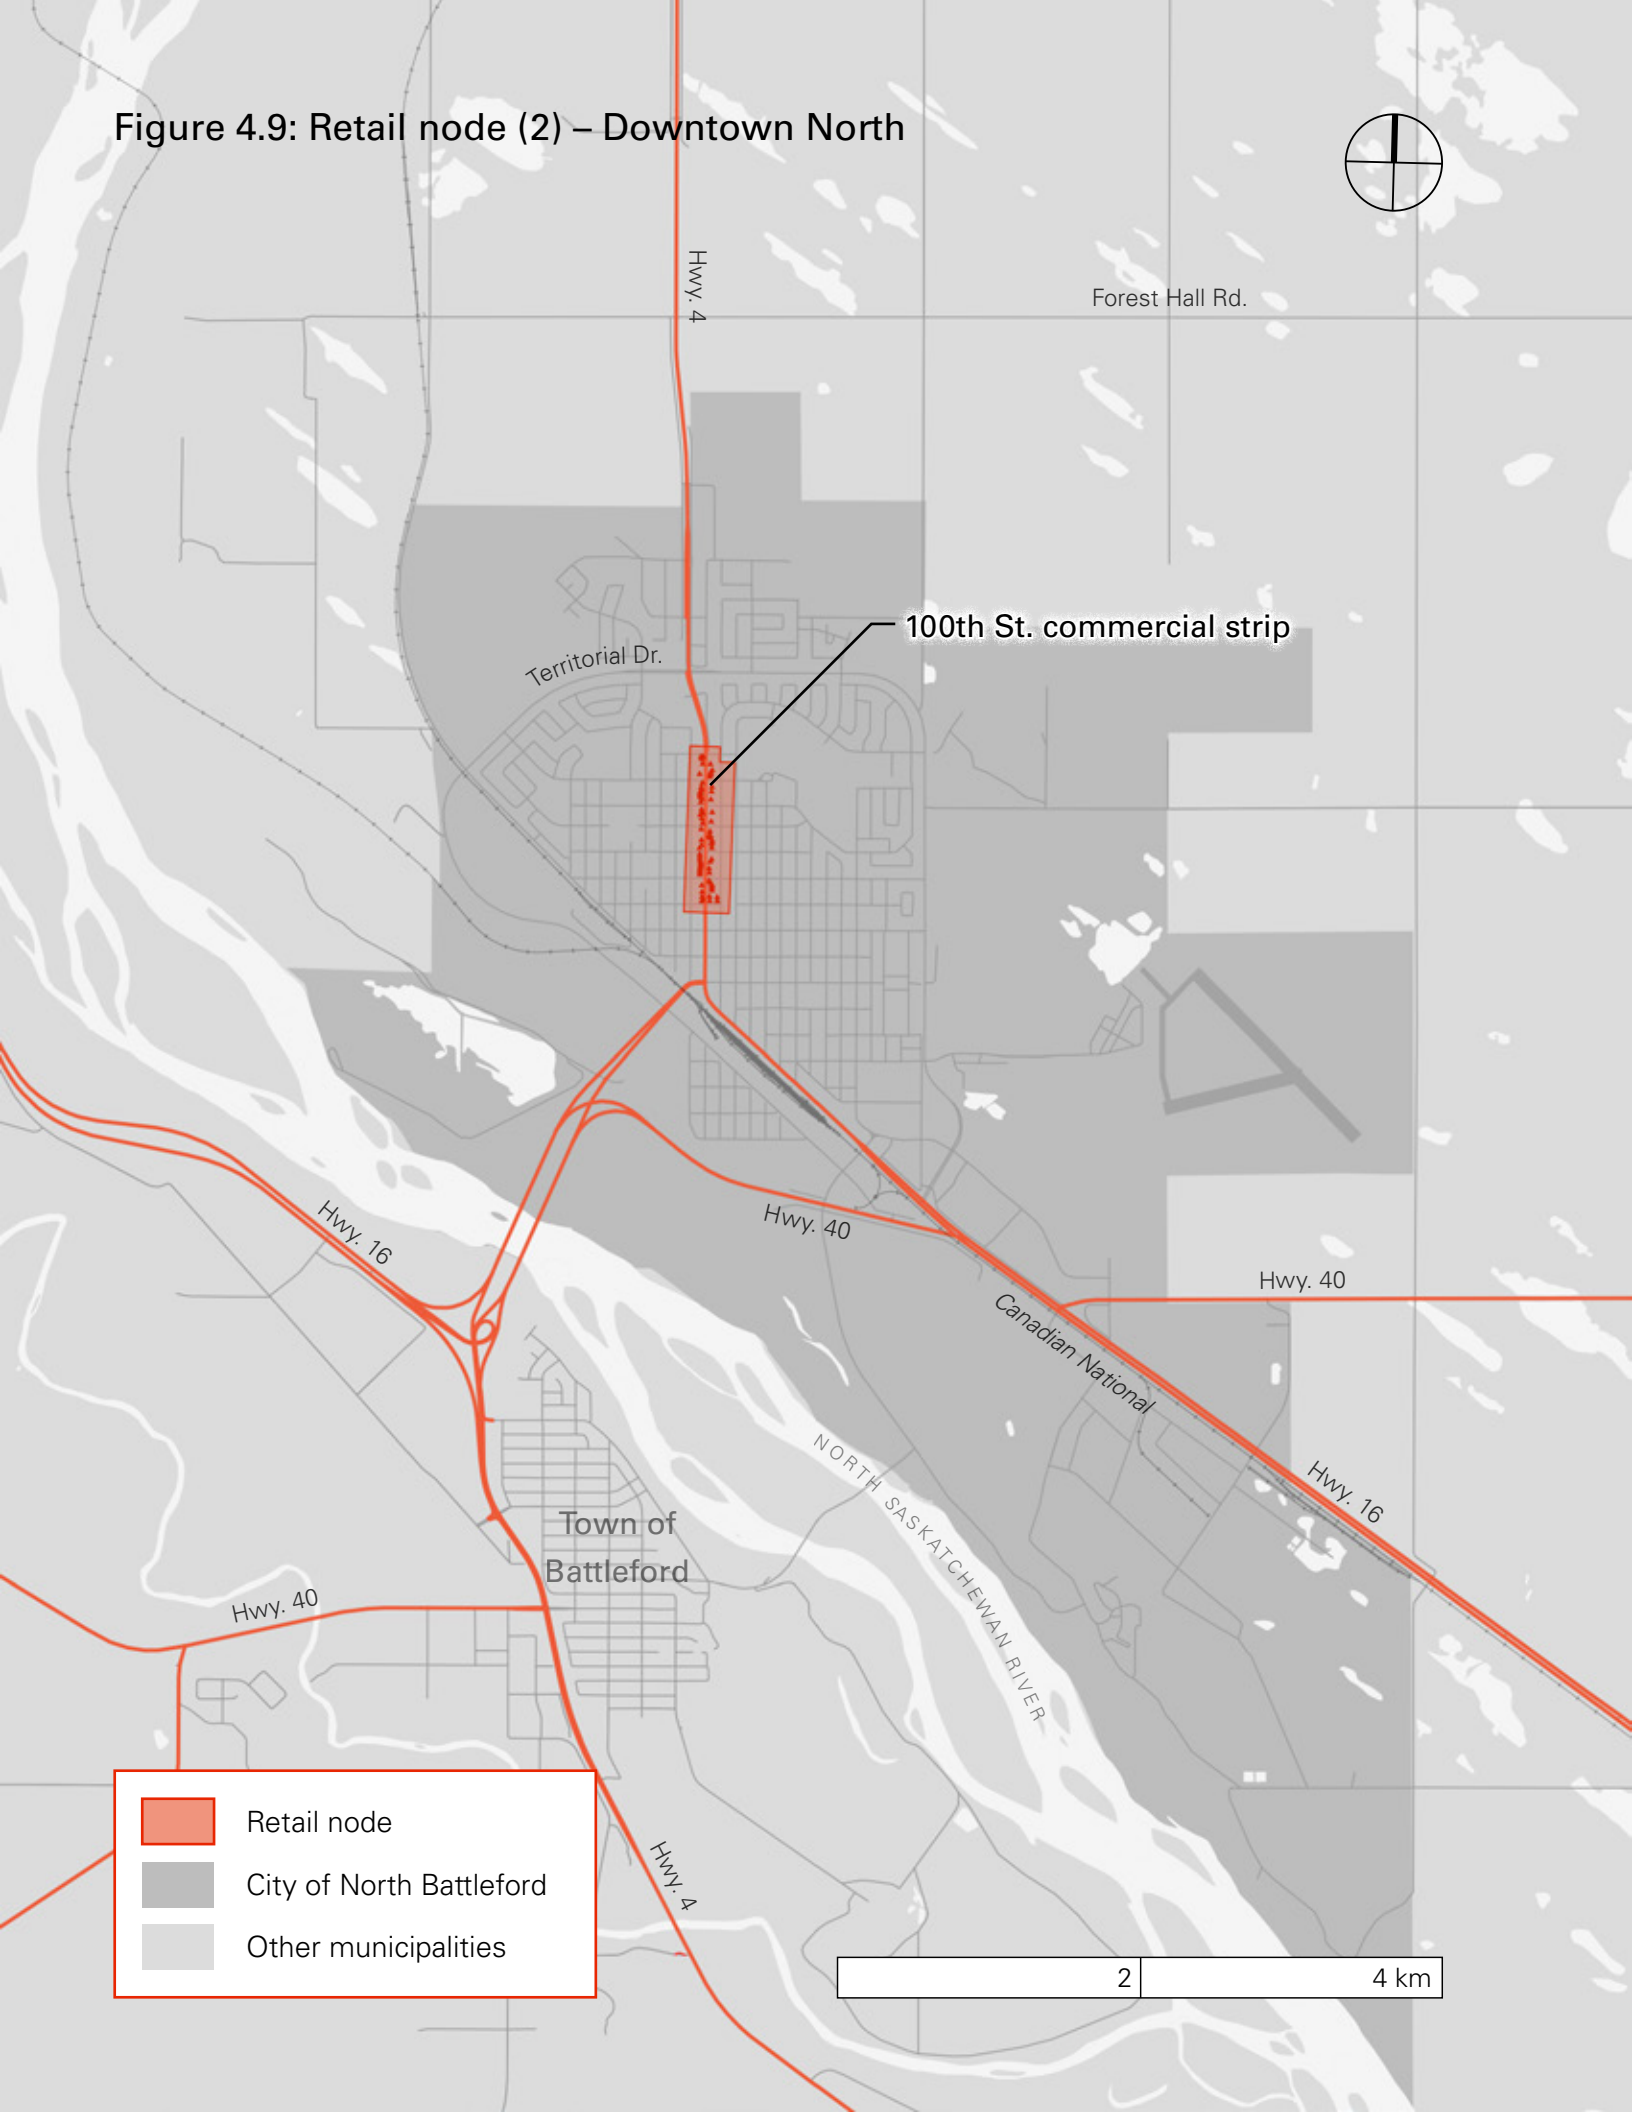 Figure 4.9: Retail node (2) – Downtown North
Hwy. 4
Forest Hall Rd.
100th St. commercial strip
Territorial Dr.
Hwy. 16
Hwy. 40
Hwy. 40
Canadian National
NORTH SASKATCHEWAN RIVER
Hwy. 16
Town of
Battleford
Hwy. 40
Retail node
City of North Battleford
Other municipalities
Hwy. 4
2
4 km